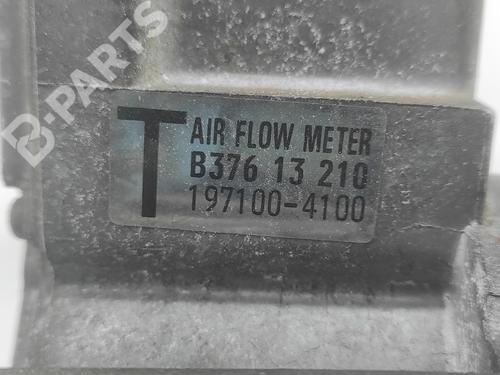 B-PARTS
T AIR FLOW METER
B376 13 210
197100-4100